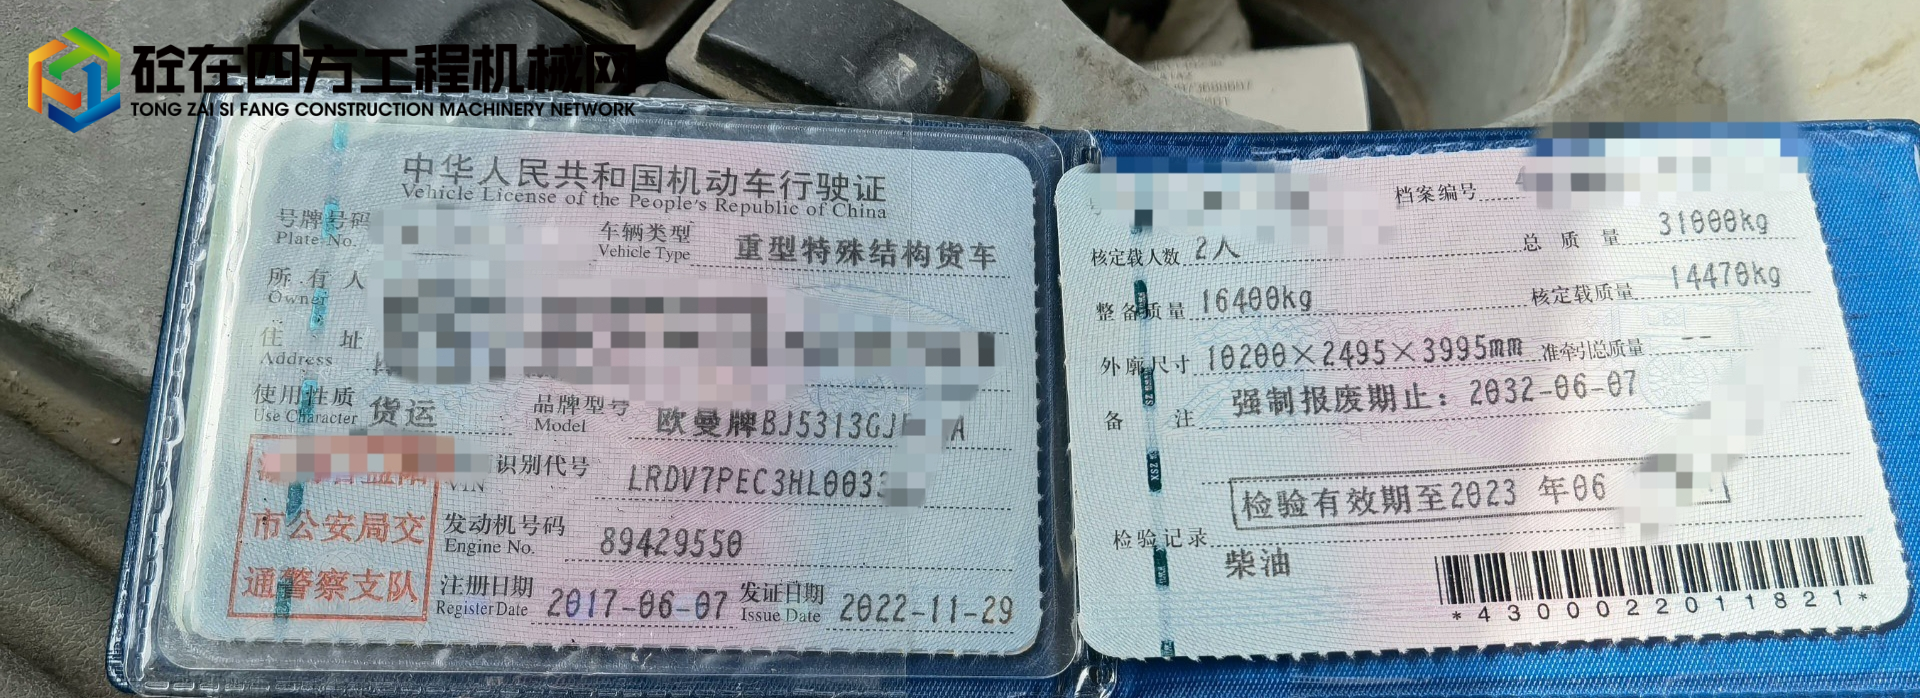 砼在四方工程机械网
TONG ZAI SI FANG CONSTRUCTION MACHINERY NETWORK
中华人民共和国机动车行驶证
Vehicle License of the People's Republic of China
号牌号码
Plate No.
车辆类型
Vehicle Type
重型特殊结构货车
所有人
Owner
住址
Address
使用性质
Use Character
货运
品牌型号
Model
欧曼牌BJ5313GJ A
识别代号
VIN
LRDV7PEC3HL0033
市公安局交
通警察支队
发动机号码
Engine No.
89429550
注册日期
Register Date
2017-06-07
发证日期
Issue Date
2022-11-29
档案编号
核定载人数 2人
总质量 31000kg
整备质量 16400kg
核定载质量 14470kg
外廓尺寸 10200×2495×3995mm
准牵引总质量 --
备注 强制报废期止：2032-06-07
检验有效期至2023 年06
检验记录
柴油
*4300022011821*